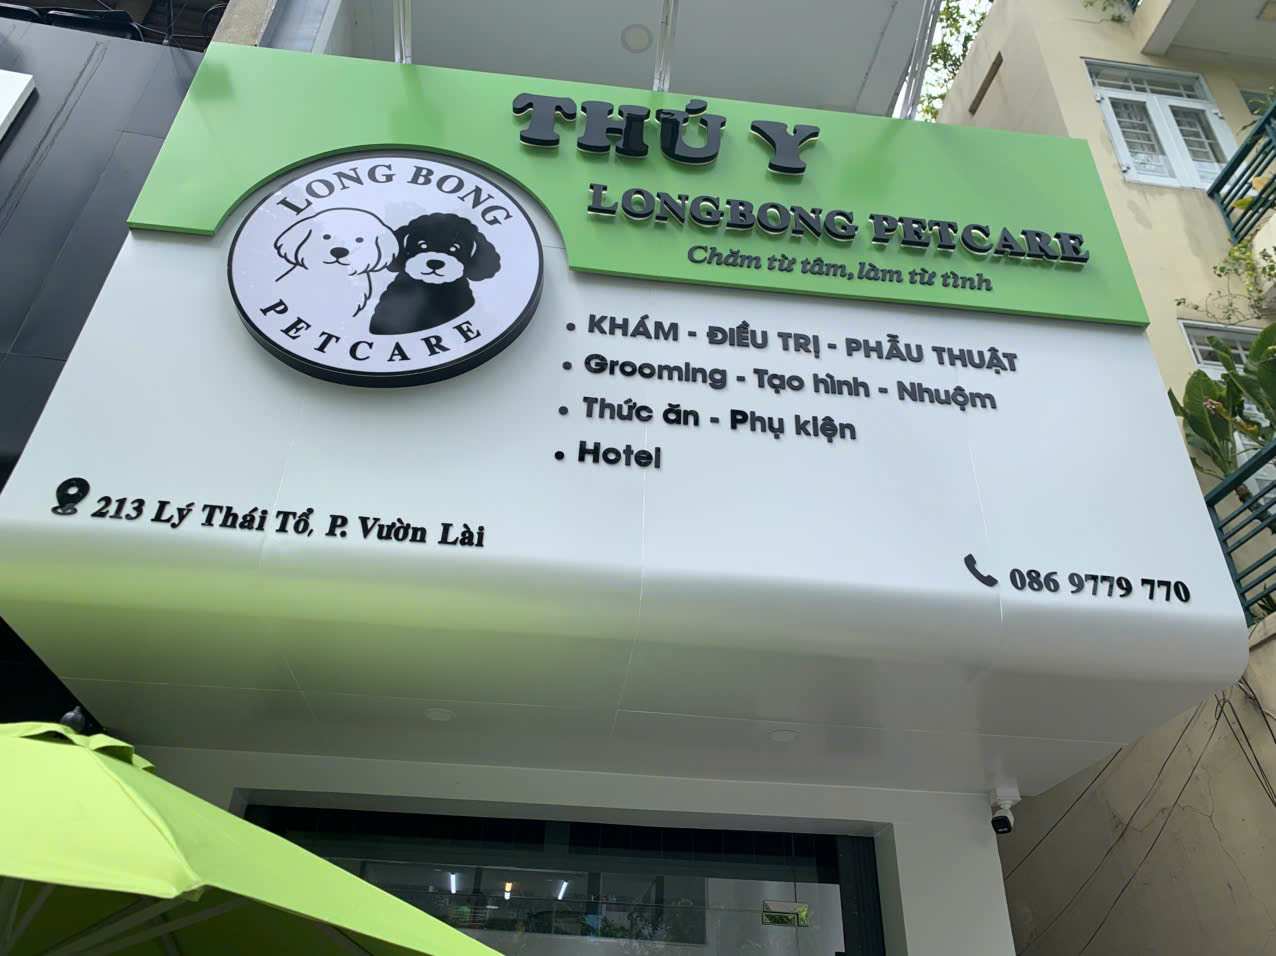 THÚ Y
LONGBONG PETCARE
Chăm từ tâm, làm từ tình
LONG BONG
PETCARE
• KHÁM - ĐIỀU TRỊ - PHẪU THUẬT
• Grooming - Tạo hình - Nhuộm
• Thức ăn - Phụ kiện
• Hotel
213 Lý Thái Tổ, P. Vườn Lài
086 9779 770